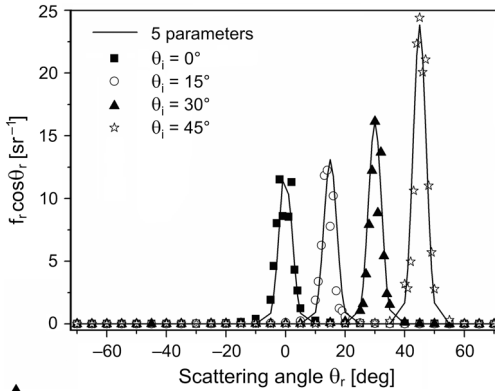 25
20
15
10
5
0
f_r cosθ_r [sr⁻¹]
5 parameters
θ_i = 0°
θ_i = 15°
θ_i = 30°
θ_i = 45°
−60 −40 −20 0 20 40 60
Scattering angle θ_r [deg]